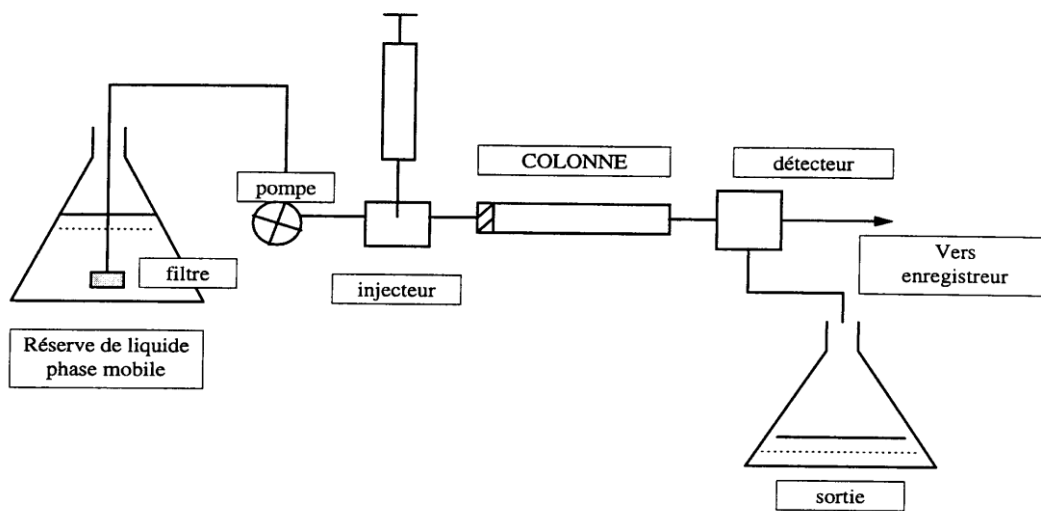 COLONNE
détecteur
pompe
filtre
injecteur
Vers
enregistreur
Réserve de liquide
phase mobile
sortie